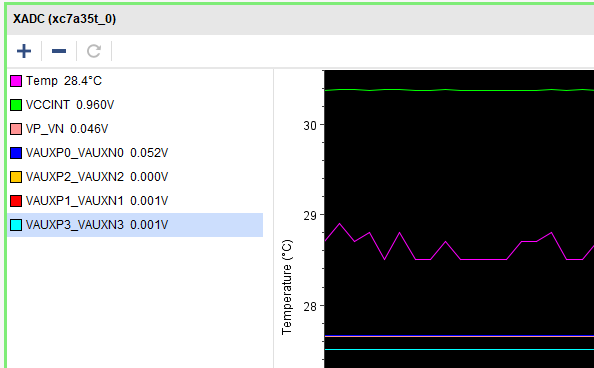 XADC (xc7a35t_0)
Temp 28.4°C
VCCINT 0.960V
VP_VN 0.046V
VAUXP0_VAUXN0 0.052V
VAUXP2_VAUXN2 0.000V
VAUXP1_VAUXN1 0.001V
VAUXP3_VAUXN3 0.001V
Temperature (°C)
30
29
28